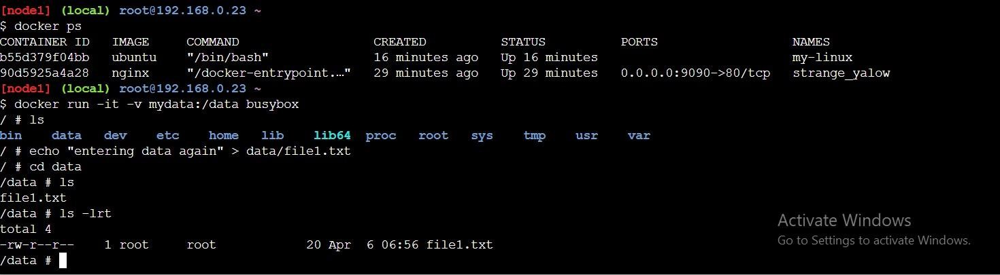 [node1] (local) root@192.168.0.23 ~
$ docker ps
CONTAINER ID   IMAGE     COMMAND                  CREATED          STATUS          PORTS                  NAMES
b55d379f04bb   ubuntu    "/bin/bash"              16 minutes ago   Up 16 minutes                          my-linux
90d5925a4a28   nginx     "/docker-entrypoint.…"   29 minutes ago   Up 29 minutes   0.0.0.0:9090->80/tcp   strange_yalow
[node1] (local) root@192.168.0.23 ~
$ docker run -it -v mydata:/data busybox
/ # ls
bin    data   dev    etc    home   lib    lib64  proc   root   sys    tmp    usr    var
/ # echo "entering data again" > data/file1.txt
/ # cd data
/data # ls
file1.txt
/data # ls -lrt
total 4
-rw-r--r--    1 root     root            20 Apr  6 06:56 file1.txt
/data #
Activate Windows
Go to Settings to activate Windows.